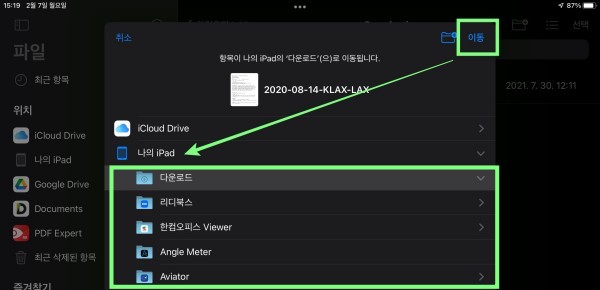 15:19 2월 7일 월요일
87%
취소
이동
선택
항목이 나의 iPad의 ‘다운로드’(으)로 이동됩니다.
파일
2020-08-14-KLAX-LAX
2021. 7. 30. 12:11
최근 항목
위치
iCloud Drive
나의 iPad
Google Drive
Documents
PDF Expert
최근 삭제된 항목
즐겨찾기
iCloud Drive
나의 iPad
다운로드
리디북스
한컴오피스 Viewer
Angle Meter
Aviator